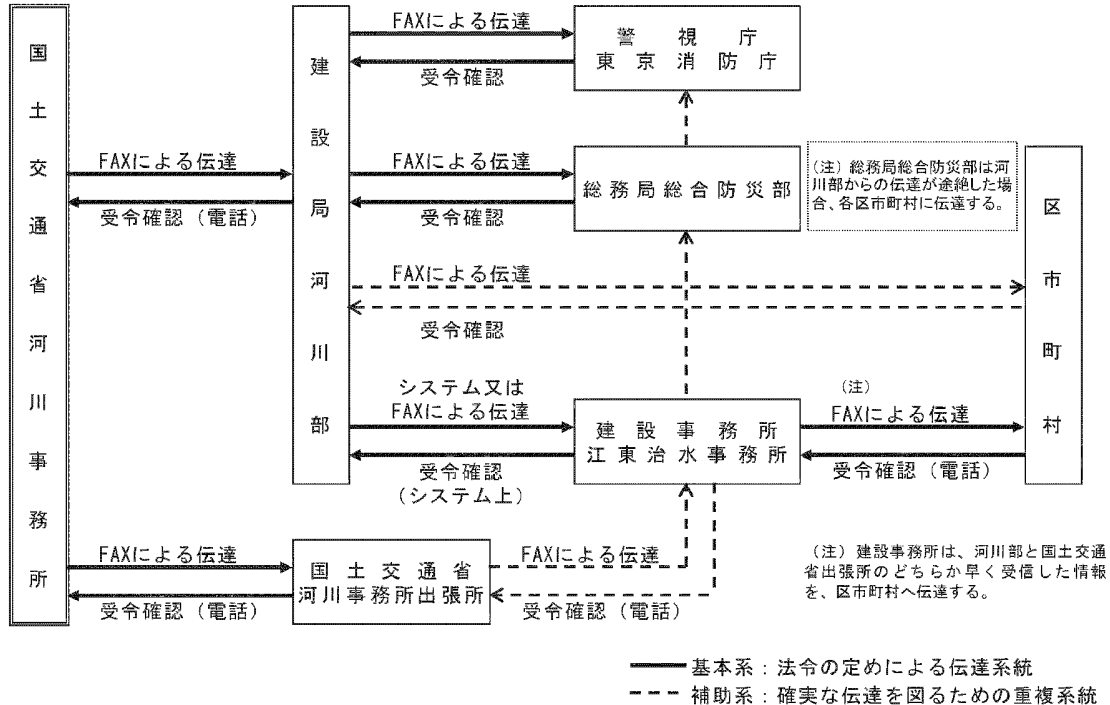 国土交通省河川事務所
建設局河川部
FAXによる伝達
受令確認（電話）
FAXによる伝達
受令確認
警視庁
東京消防庁
FAXによる伝達
受令確認
総務局総合防災部
（注）総務局総合防災部は河
川部からの伝達が途絶した場
合、各区市町村に伝達する。
区市町村
FAXによる伝達
受令確認
システム又は
FAXによる伝達
受令確認
（システム上）
建設事務所
江東治水事務所
（注）
FAXによる伝達
受令確認（電話）
FAXによる伝達
受令確認（電話）
国土交通省
河川事務所出張所
FAXによる伝達
受令確認（電話）
（注）建設事務所は、河川部と国土交通
省出張所のどちらか早く受信した情報
を、区市町村へ伝達する。
基本系：法令の定めによる伝達系統
補助系：確実な伝達を図るための重複系統